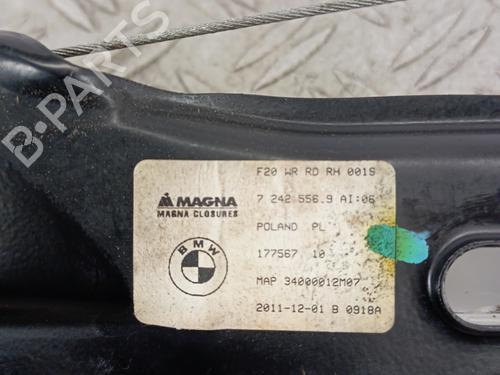 B-PARTS
F20 WR RD RH 001S
MAGNA
MAGNA CLOSURES
7 242 556.9 AI:06
POLAND PL
BMW
177567 10
MAP 34000012M07
2011-12-01 B 0918A